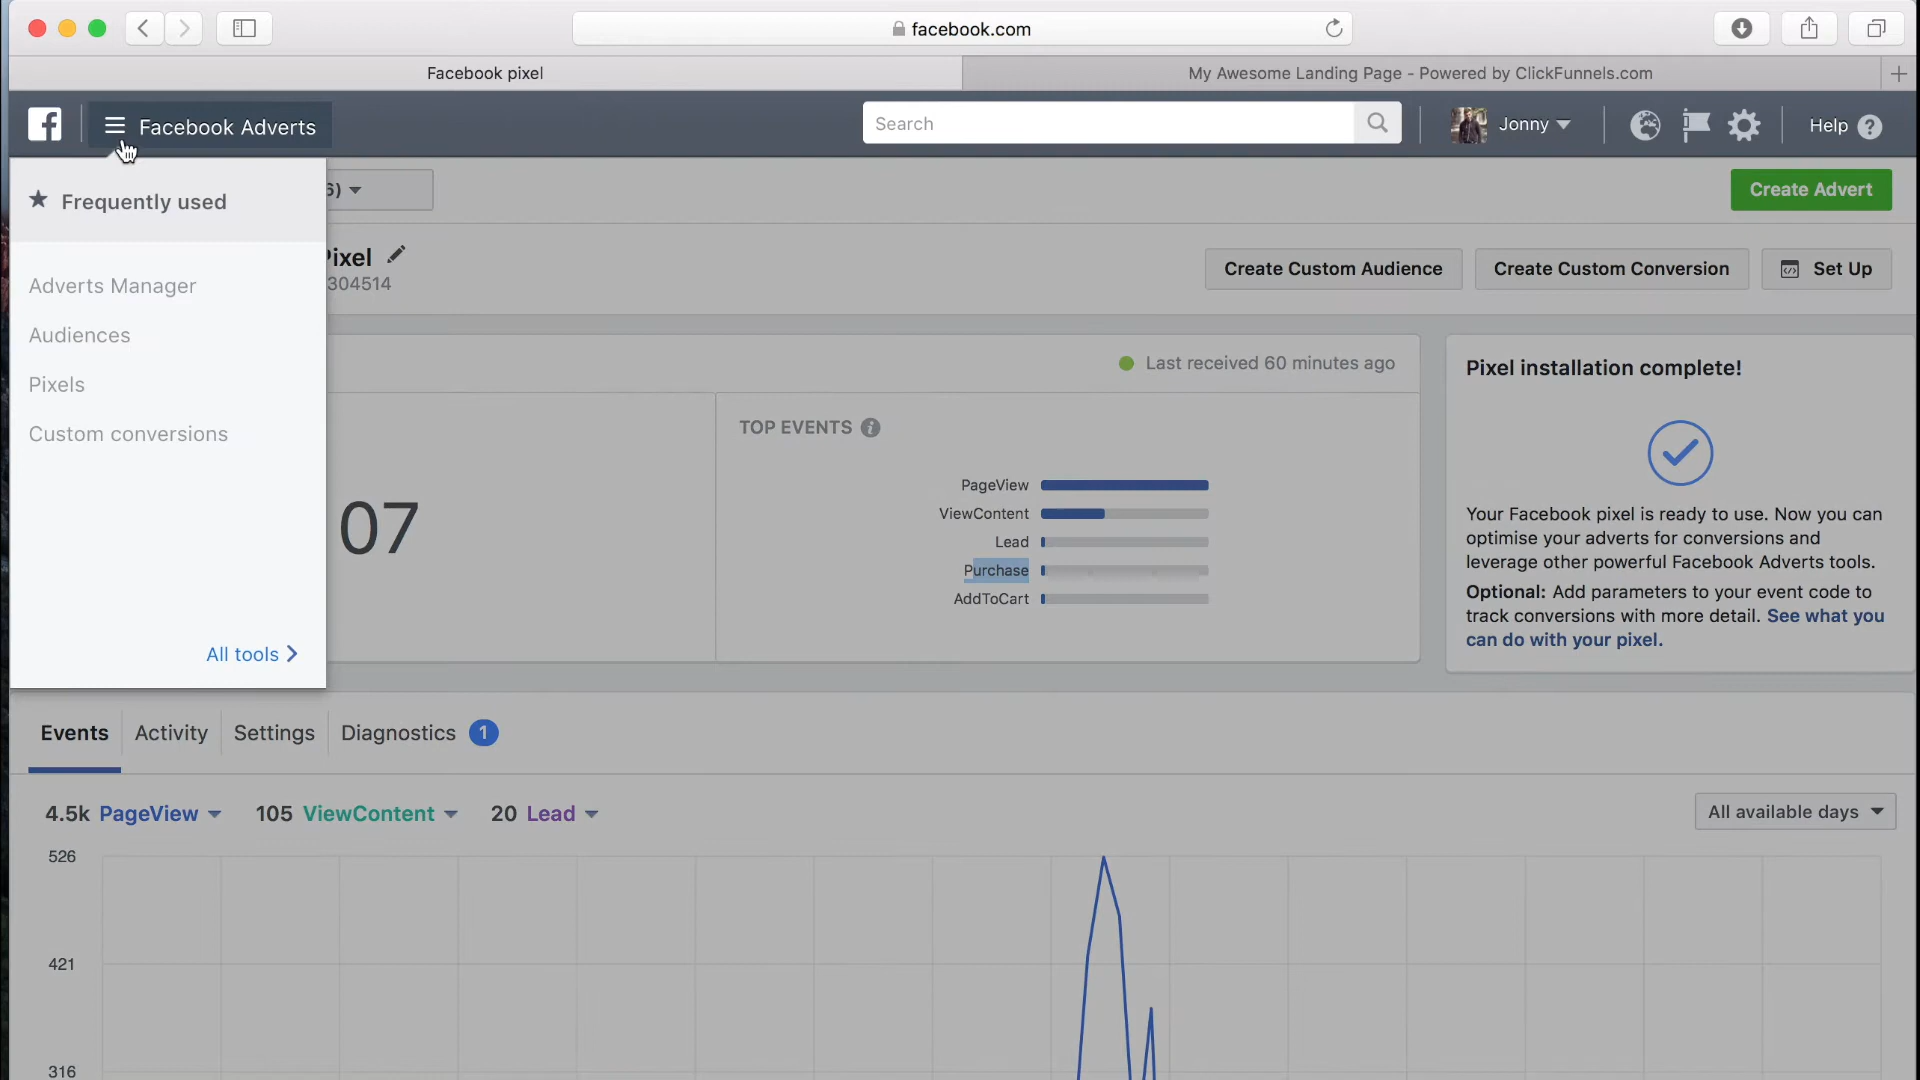 facebook.com
Facebook pixel
My Awesome Landing Page - Powered by ClickFunnels.com
Facebook Adverts
Search
Jonny
Help
Frequently used
6)
Create Advert
Pixel
304514
Create Custom Audience
Create Custom Conversion
Set Up
Adverts Manager
Audiences
Pixels
Custom conversions
All tools
Last received 60 minutes ago
07
TOP EVENTS
PageView
ViewContent
Lead
Purchase
AddToCart
Pixel installation complete!
Your Facebook pixel is ready to use. Now you can
optimise your adverts for conversions and
leverage other powerful Facebook Adverts tools.
Optional: Add parameters to your event code to
track conversions with more detail. See what you
can do with your pixel.
Events
Activity
Settings
Diagnostics 1
4.5k PageView
105 ViewContent
20 Lead
All available days
526
421
316